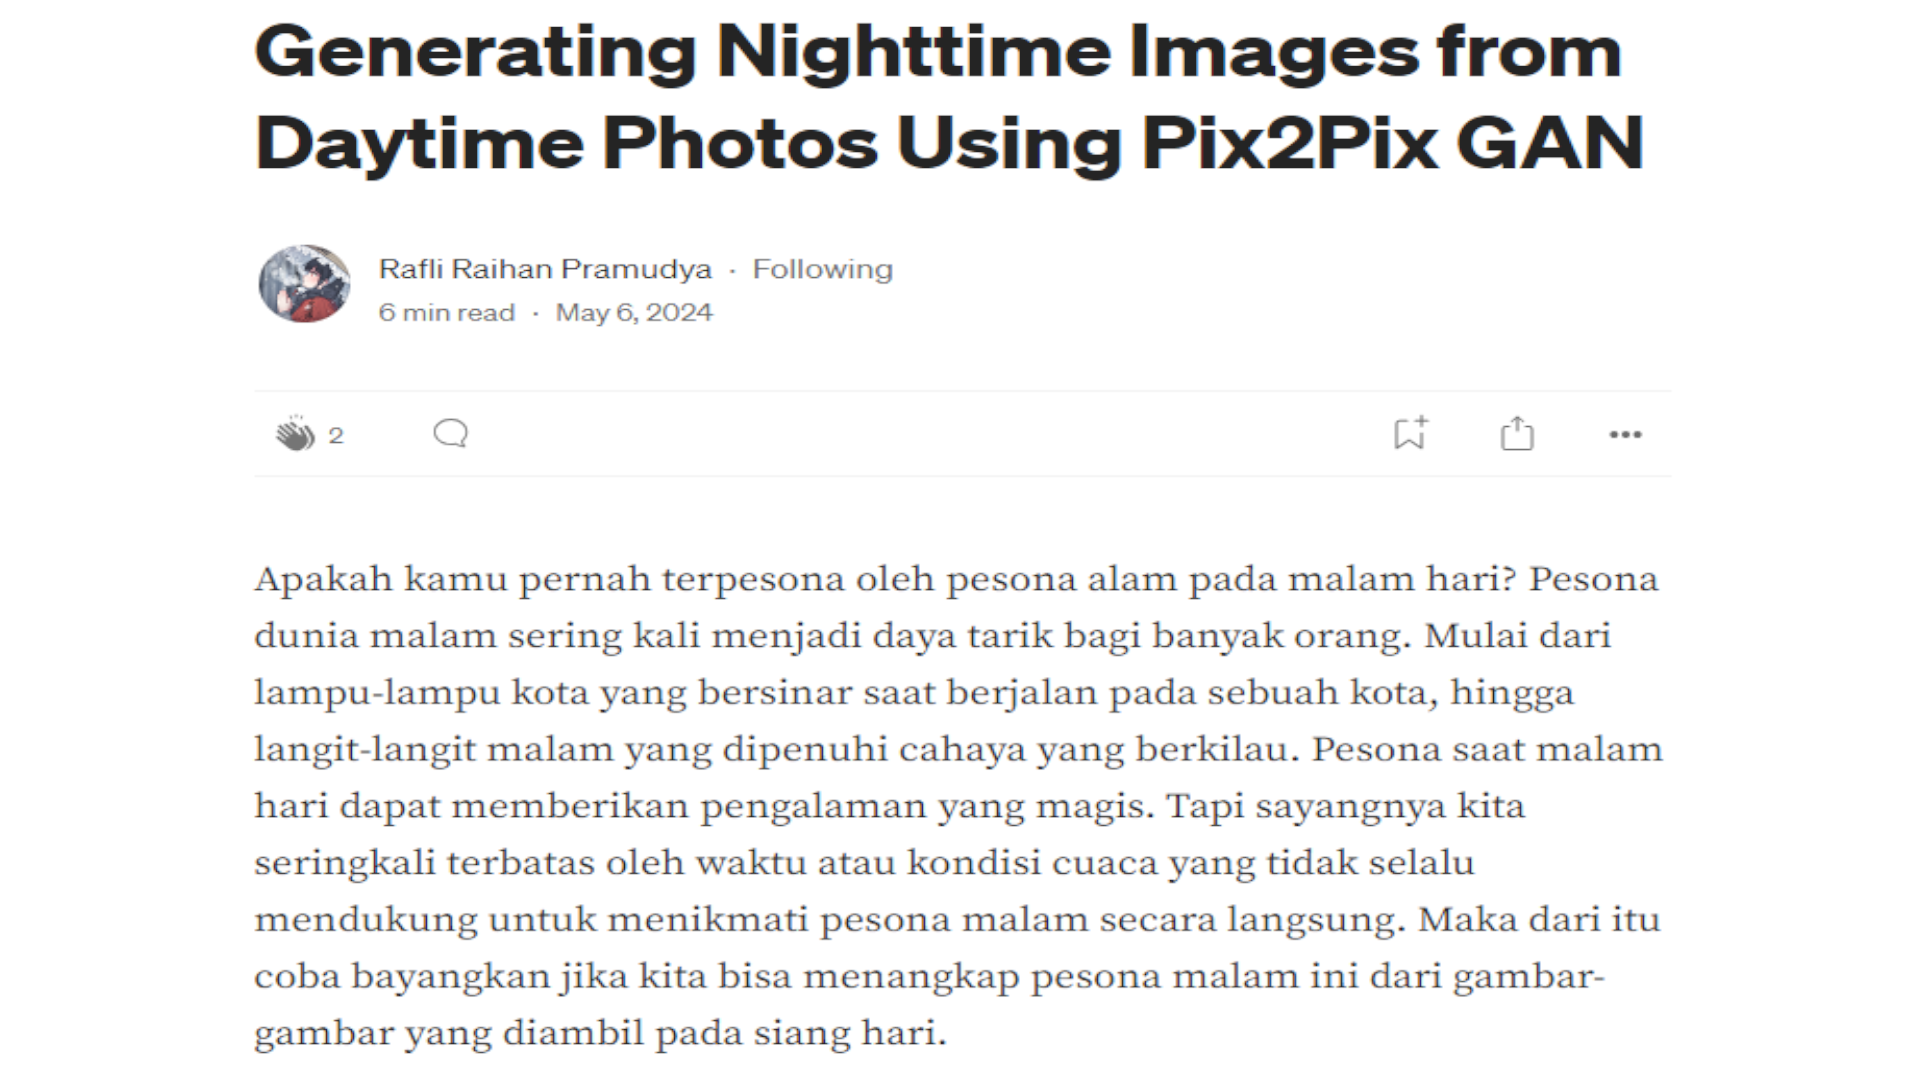 Generating Nighttime Images from
Daytime Photos Using Pix2Pix GAN
Rafli Raihan Pramudya · Following
6 min read · May 6, 2024
2
Apakah kamu pernah terpesona oleh pesona alam pada malam hari? Pesona
dunia malam sering kali menjadi daya tarik bagi banyak orang. Mulai dari
lampu-lampu kota yang bersinar saat berjalan pada sebuah kota, hingga
langit-langit malam yang dipenuhi cahaya yang berkilau. Pesona saat malam
hari dapat memberikan pengalaman yang magis. Tapi sayangnya kita
seringkali terbatas oleh waktu atau kondisi cuaca yang tidak selalu
mendukung untuk menikmati pesona malam secara langsung. Maka dari itu
coba bayangkan jika kita bisa menangkap pesona malam ini dari gambar-
gambar yang diambil pada siang hari.